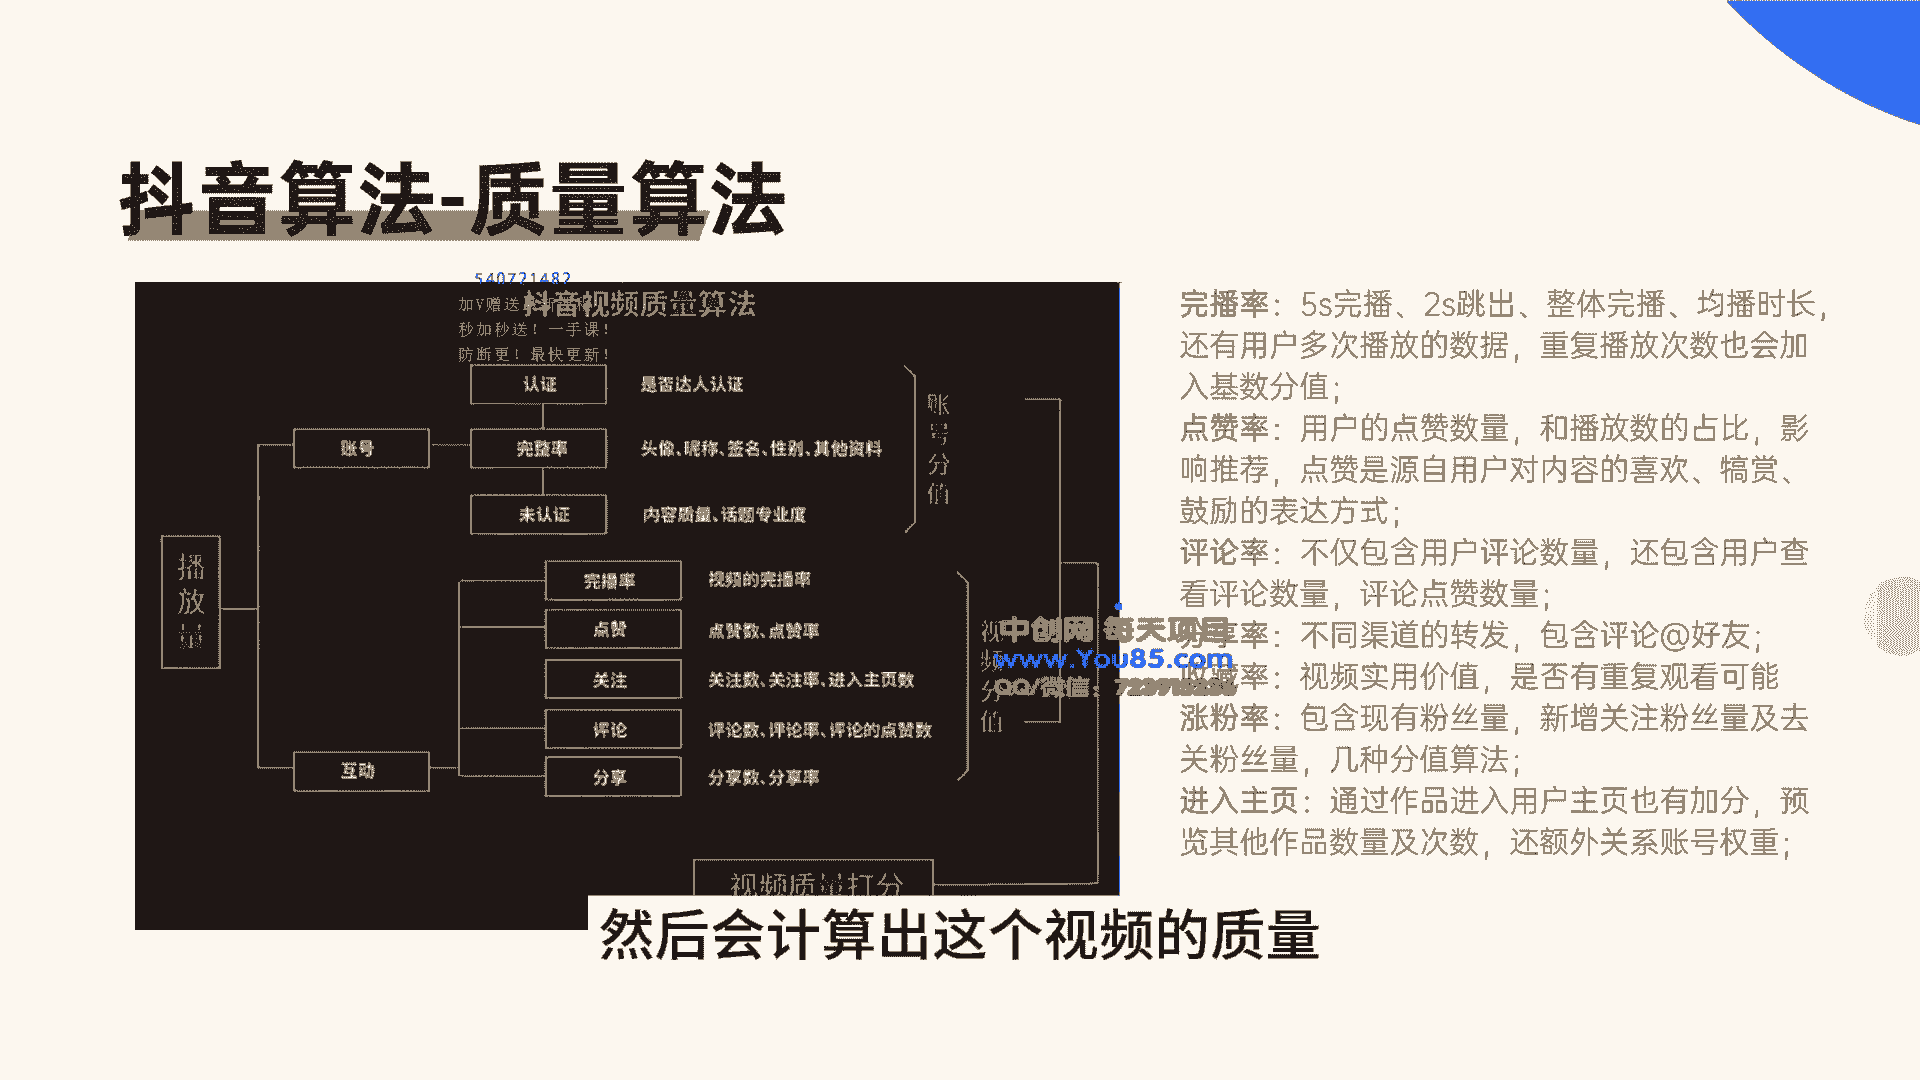 抖音算法-质量算法
540721482
加V赠送
抖音视频质量算法
秒加秒送！一手课！
防断更！最快更新！
认证
是否达人认证
账号
完整率
头像、昵称、签名、性别、其他资料
未认证
内容质量、话题专业度
账号分值
播放量
完播率
视频的完播率
点赞
点赞数、点赞率
关注
关注数、关注率、进入主页数
评论
评论数、评论率、评论的点赞数
互动
分享
分享数、分享率
视频分值
视频质量打分
完播率：5s完播、2s跳出、整体完播、均播时长，
还有用户多次播放的数据，重复播放次数也会加
入基数分值；
点赞率：用户的点赞数量，和播放数的占比，影
响推荐，点赞是源自用户对内容的喜欢、犒赏、
鼓励的表达方式；
评论率：不仅包含用户评论数量，还包含用户查
看评论数量，评论点赞数量；
分享率：不同渠道的转发，包含评论@好友；
收藏率：视频实用价值，是否有重复观看可能
涨粉率：包含现有粉丝量，新增关注粉丝量及去
关粉丝量，几种分值算法；
进入主页：通过作品进入用户主页也有加分，预
览其他作品数量及次数，还额外关系账号权重；
中创网 每天项目
www.You85.com
QQ/微信：
然后会计算出这个视频的质量